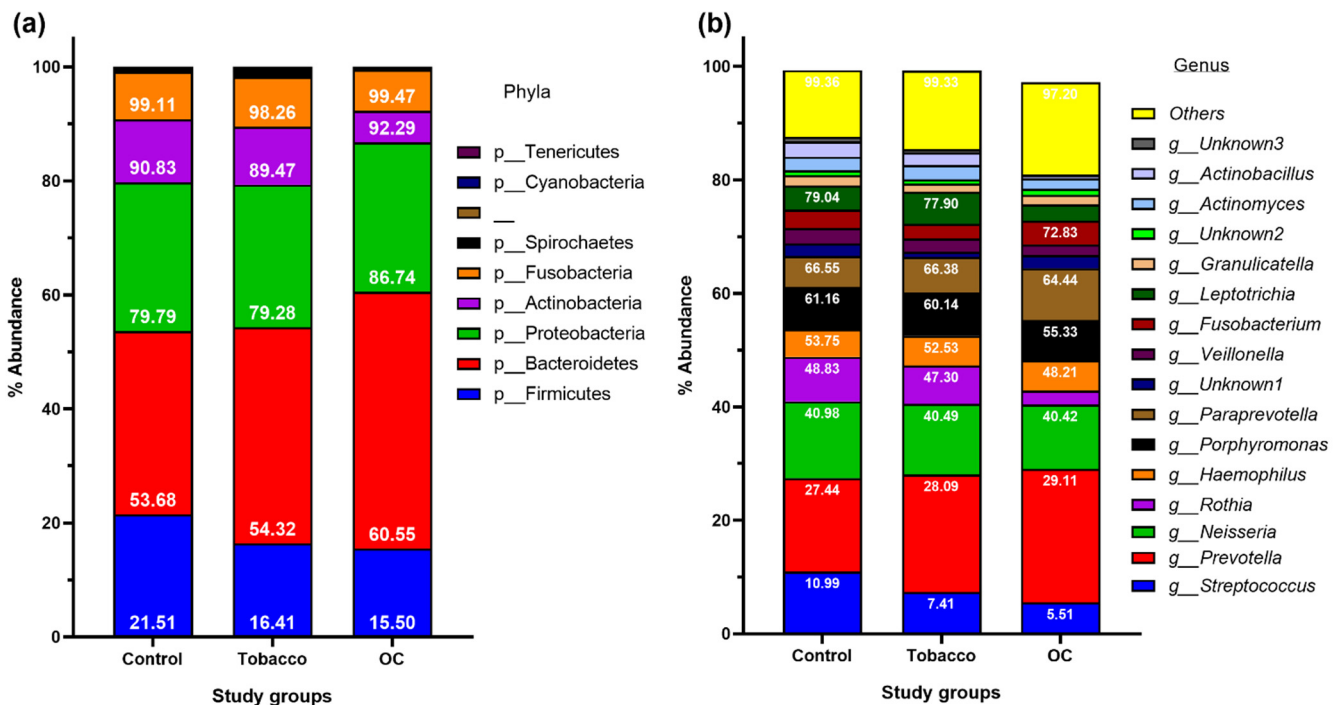 (a)
% Abundance
100
80
60
40
20
0
99.11
90.83
79.79
53.68
21.51
98.26
89.47
79.28
54.32
16.41
99.47
92.29
86.74
60.55
15.50
Control
Tobacco
OC
Study groups
Phyla
p__Tenericutes
p__Cyanobacteria
__
p__Spirochaetes
p__Fusobacteria
p__Actinobacteria
p__Proteobacteria
p__Bacteroidetes
p__Firmicutes
(b)
% Abundance
100
80
60
40
20
0
99.36
79.04
66.55
61.16
53.75
48.83
40.98
27.44
10.99
99.33
77.90
66.38
60.14
52.53
47.30
40.49
28.09
7.41
97.20
72.83
64.44
55.33
48.21
40.42
29.11
5.51
Control
Tobacco
OC
Study groups
Genus
Others
g__Unknown3
g__Actinobacillus
g__Actinomyces
g__Unknown2
g__Granulicatella
g__Leptotrichia
g__Fusobacterium
g__Veillonella
g__Unknown1
g__Paraprevotella
g__Porphyromonas
g__Haemophilus
g__Rothia
g__Neisseria
g__Prevotella
g__Streptococcus